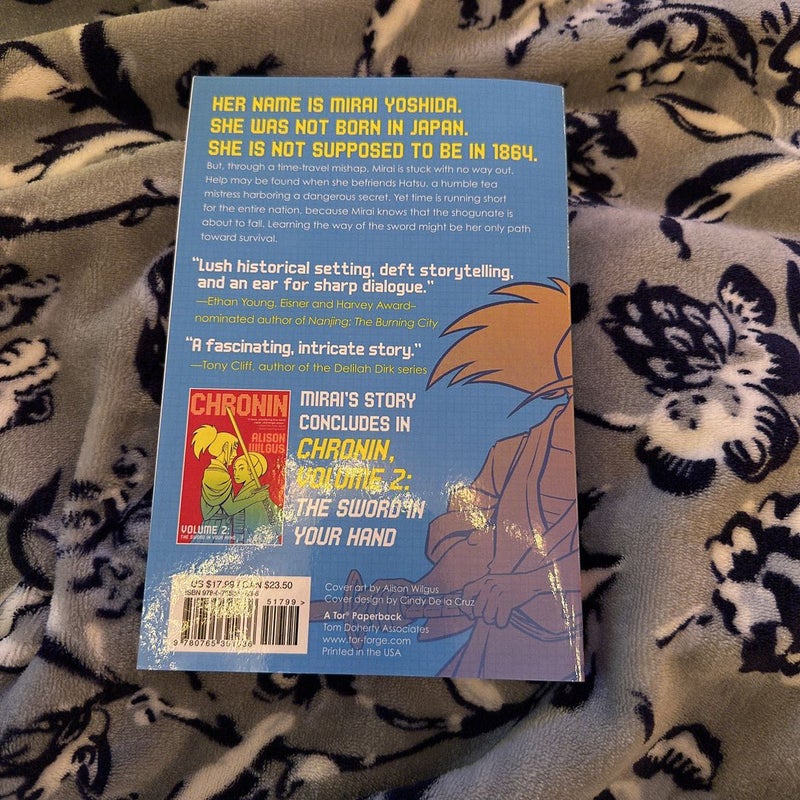 HER NAME IS MIRAI YOSHIDA.
SHE WAS NOT BORN IN JAPAN.
SHE IS NOT SUPPOSED TO BE IN 1864.
But, through a time-travel mishap, Mirai is stuck with no way out.
Help may be found when she befriends Hatsu, a humble tea
mistress harboring a dangerous secret. Yet time is running short
for the entire nation, because Mirai knows that the shogunate is
about to fall. Learning the way of the sword might be her only path
toward survival.
“Lush historical setting, deft storytelling,
and an ear for sharp dialogue.”
—Ethan Young, Eisner and Harvey Award–
nominated author of Nanjing: The Burning City
“A fascinating, intricate story.”
—Tony Cliff, author of the Delilah Dirk series
CHRONIN
ALISON
WILGUS
VOLUME 2:
THE SWORD IN YOUR HAND
MIRAI'S STORY
CONCLUDES IN
CHRONIN,
VOLUME 2:
THE SWORD IN
YOUR HAND
US $17.99 / CAN $23.50
ISBN
51799 >
Cover art by Alison Wilgus
Cover design by Cindy De la Cruz
A Tor® Paperback
Tom Doherty Associates
www.tor-forge.com
Printed in the USA